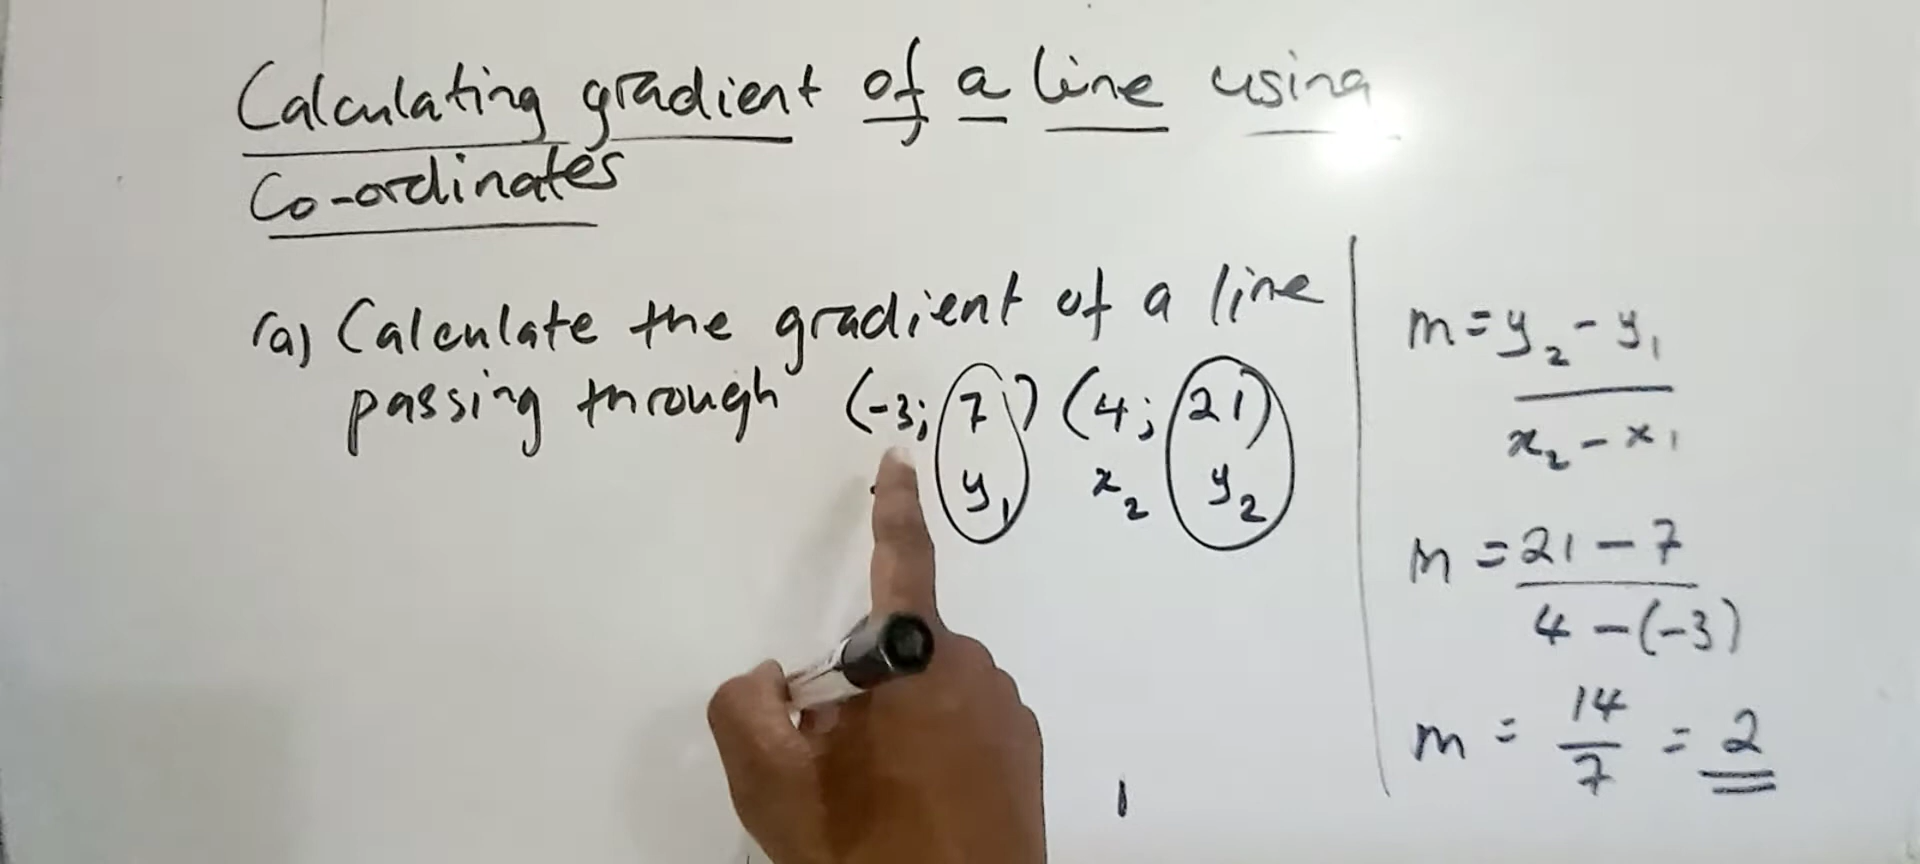 Calculating gradient of a line using
Co-ordinates
(a) Calculate the gradient of a line
passing through (-3; 7) (4; 21)
y₁ x₂ y₂
m = y₂ - y₁
x₂ - x₁
m = 21 - 7
4 - (-3)
m = 14
7
= 2